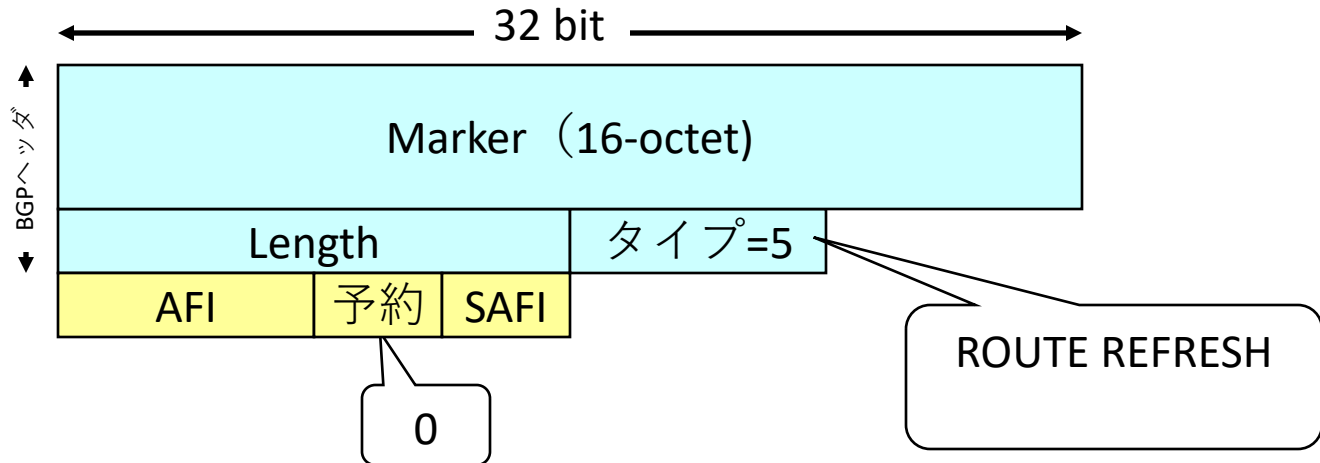 32 bit
BGPヘッダ
Marker（16-octet)
Length
タイプ=5
AFI
予約
SAFI
ROUTE REFRESH
0